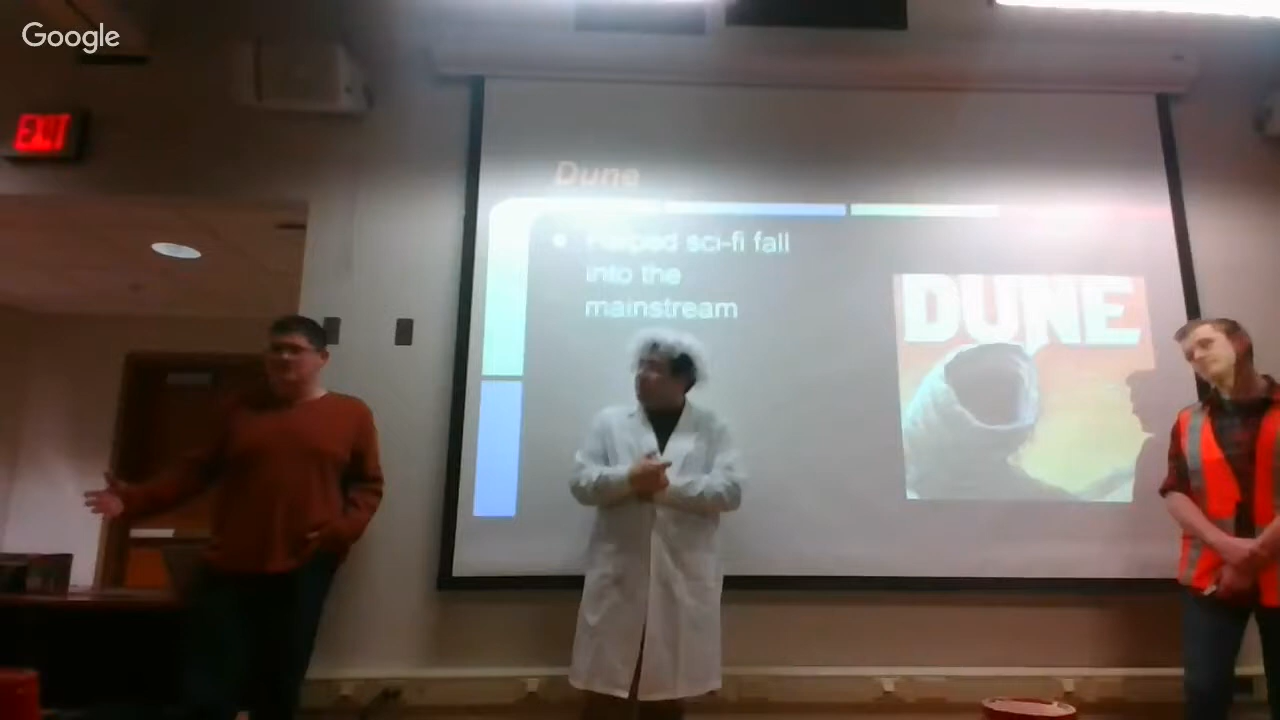 Google
EXIT
Dune
Helped sci-fi fall
into the
mainstream
DUNE